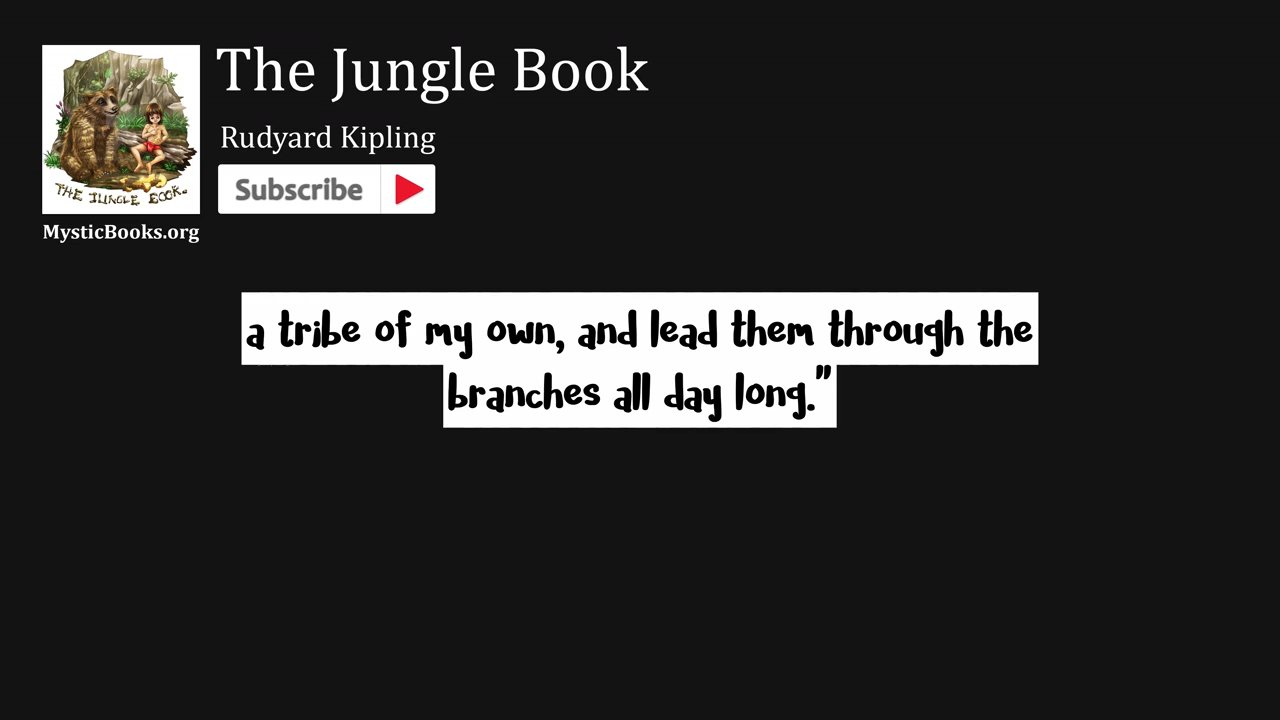 The Jungle Book
Rudyard Kipling
Subscribe
THE JUNGLE BOOK.
MysticBooks.org
a tribe of my own, and lead them through the
branches all day long."